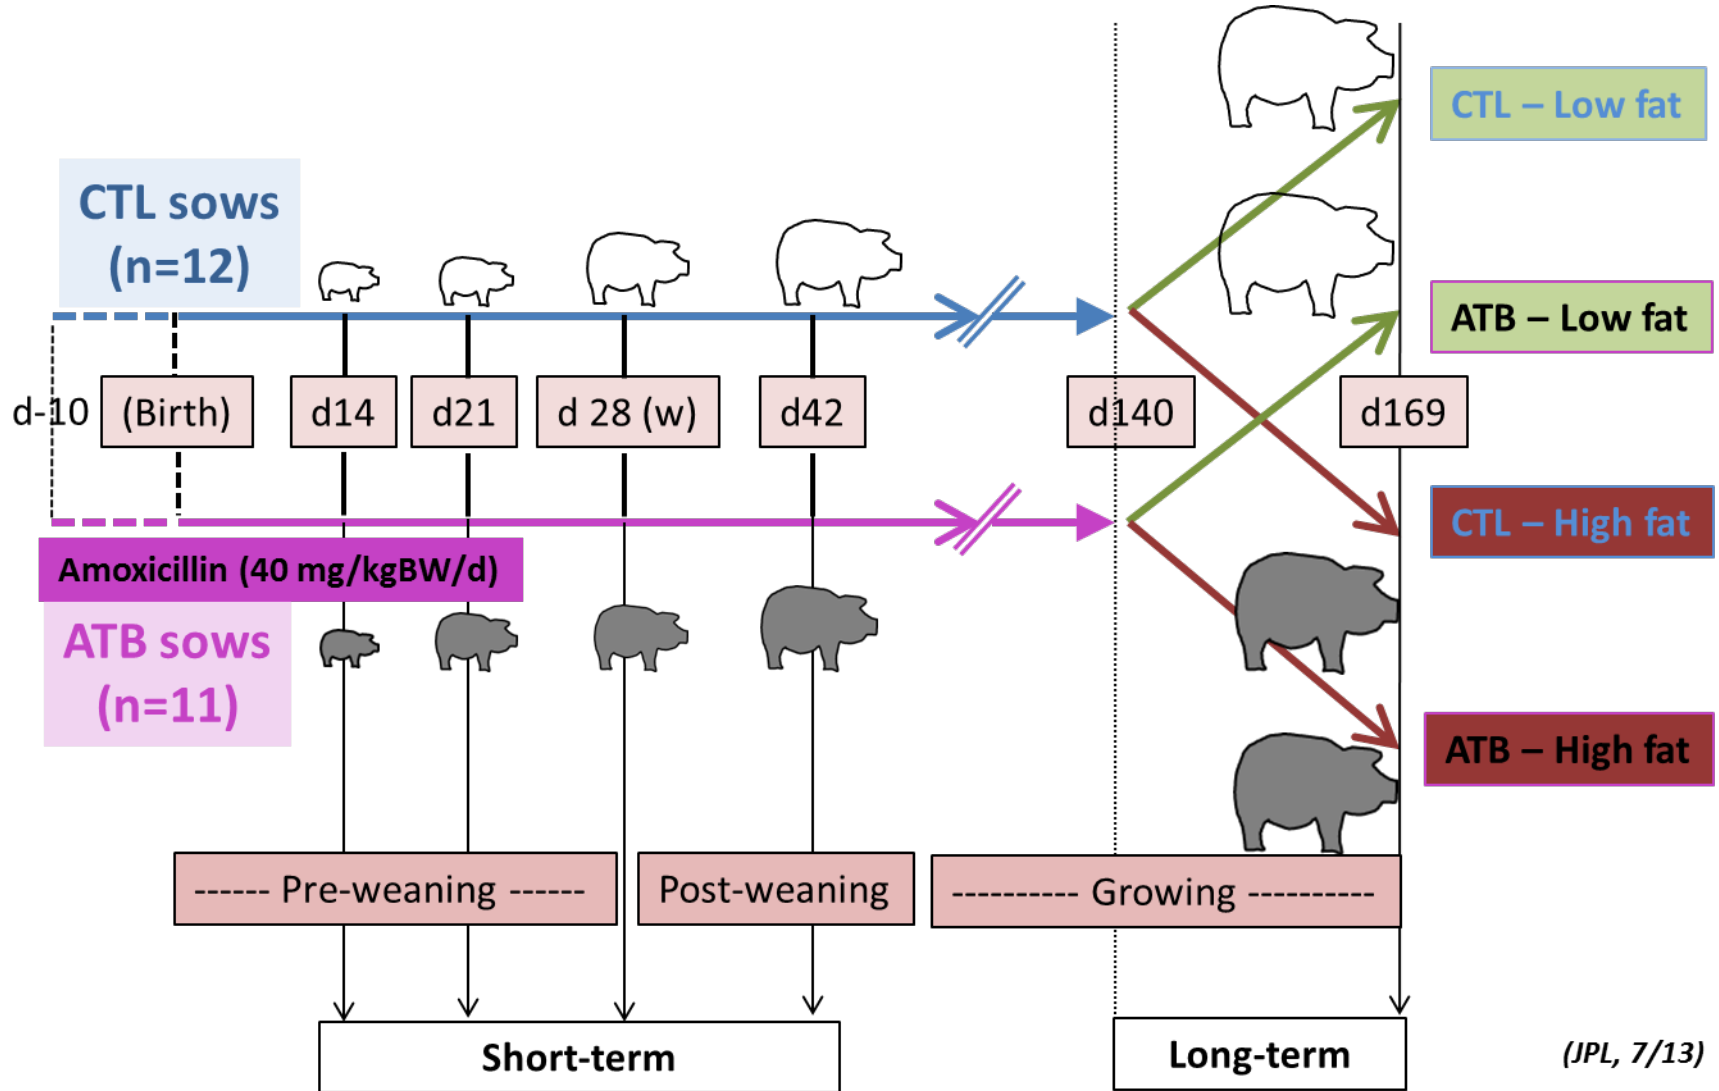 CTL – Low fat
CTL sows
(n=12)
ATB – Low fat
d-10
(Birth)
d14
d21
d 28 (w)
d42
d140
d169
CTL – High fat
Amoxicillin (40 mg/kgBW/d)
ATB sows
(n=11)
ATB – High fat
------ Pre-weaning ------
Post-weaning
---------- Growing ----------
Short-term
Long-term
(JPL, 7/13)